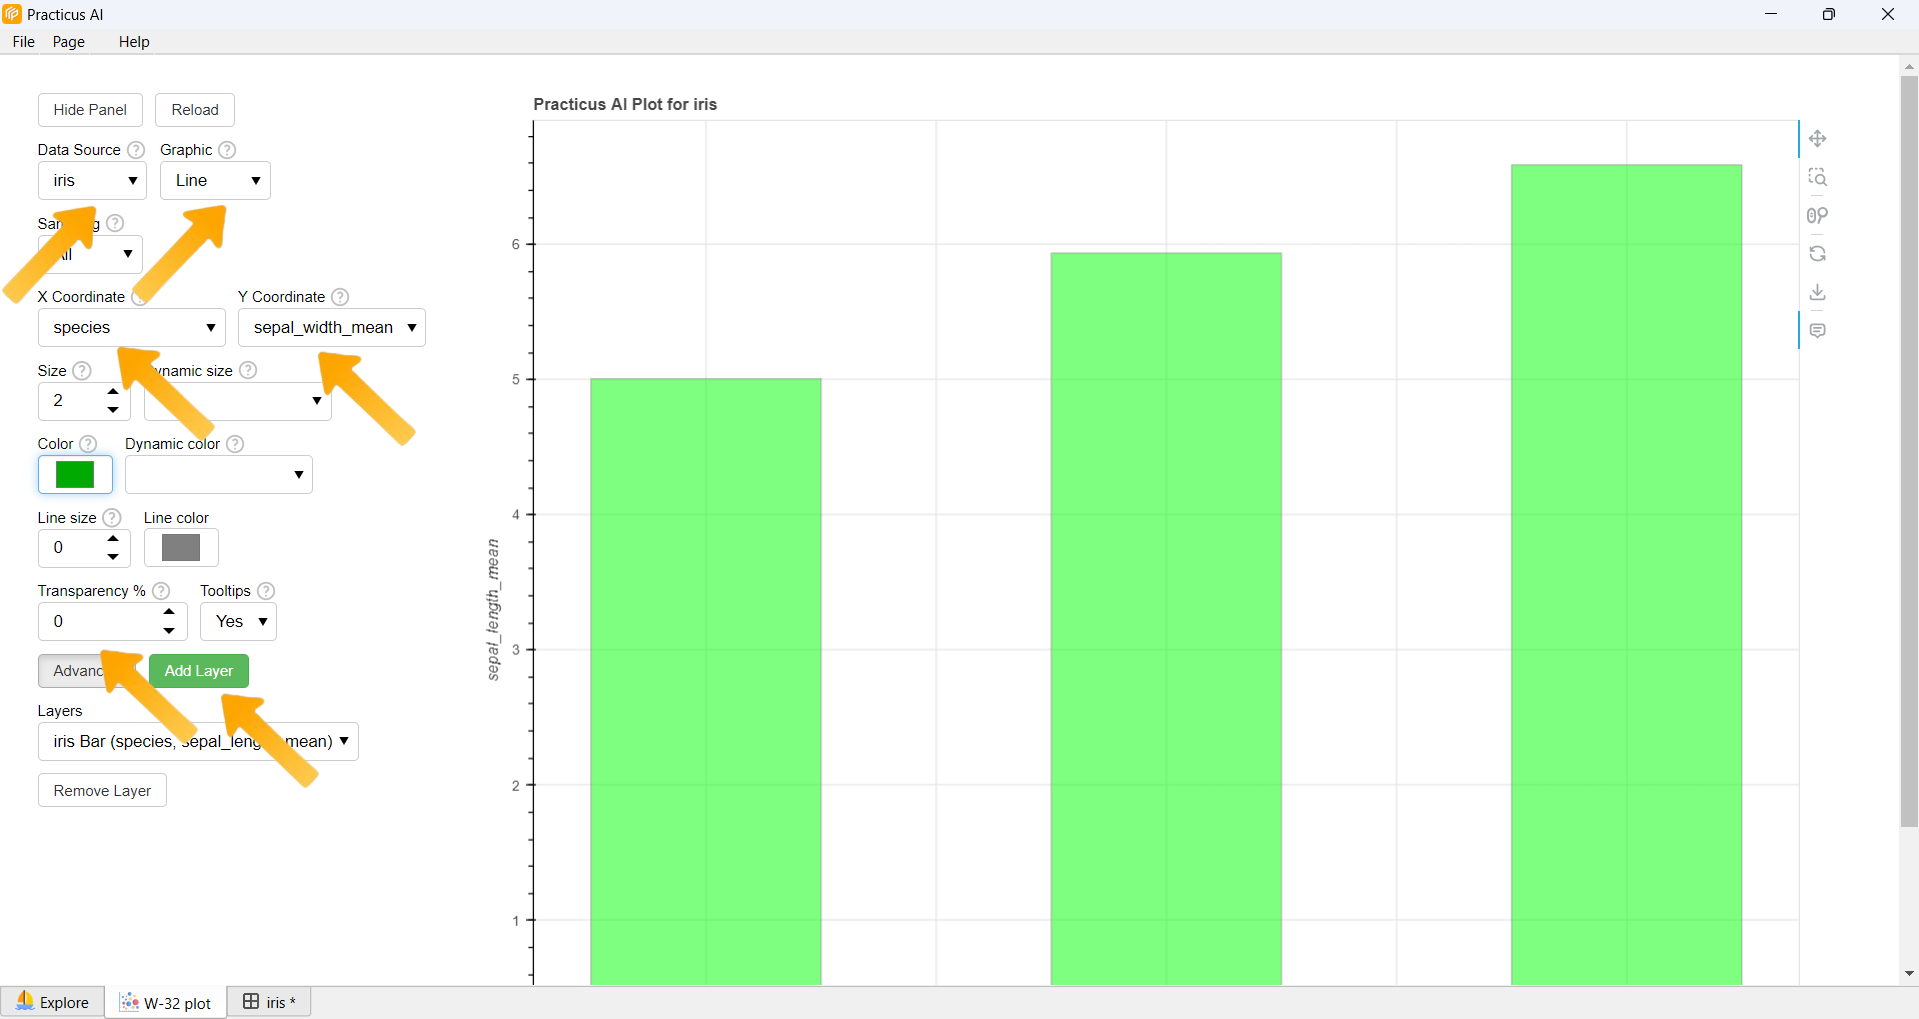 Practicus AI
File Page Help
Hide Panel Reload
Data Source ? Graphic ?
iris Line
?
X Coordinate Y Coordinate ?
species sepal_width_mean
Size ? ynamic size ?
2
Color ? Dynamic color ?
Line size ? Line color
0
Transparency % ? Tooltips ?
0 Yes
Add Layer
Layers
iris Bar (species, mean)
Remove Layer
Practicus AI Plot for iris
6
5
4
3
2
1
sepal_length_mean
Explore W-32 plot iris *